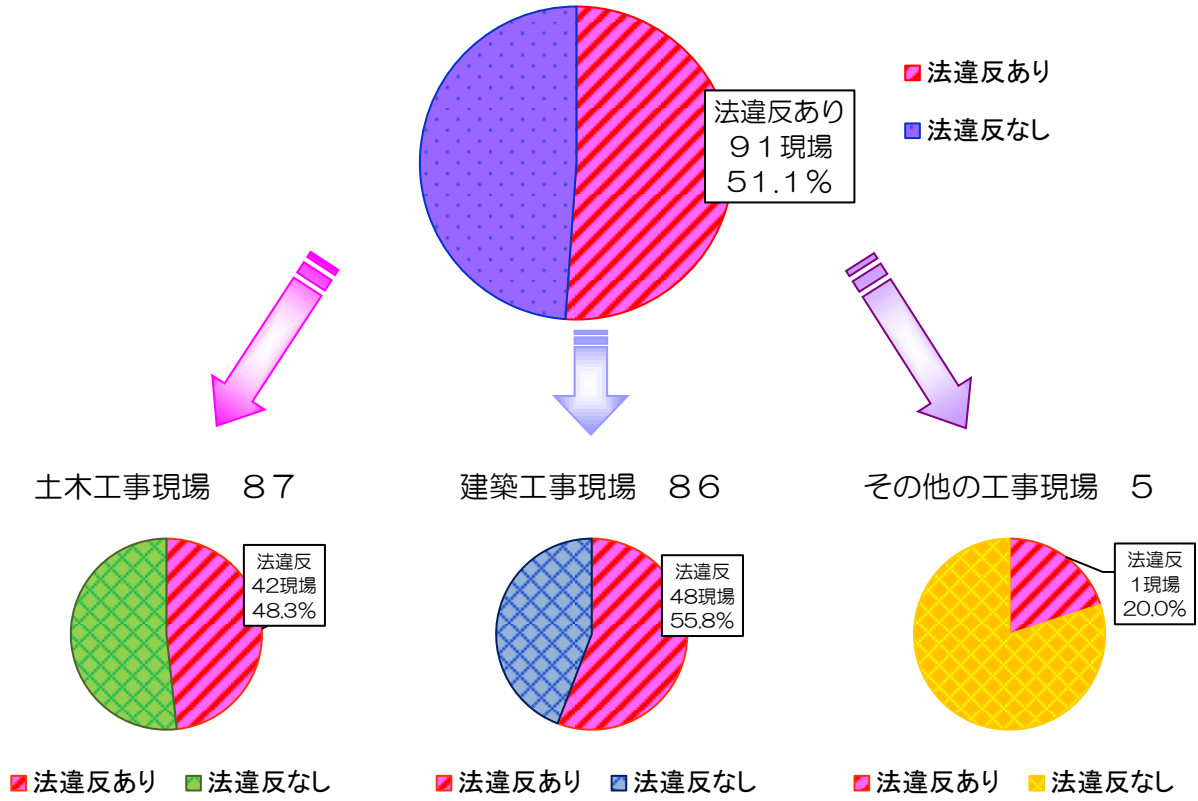 法違反あり
法違反なし
法違反あり
９１現場
51.1%
土木工事現場　８７
建築工事現場　８６
その他の工事現場　５
法違反
42現場
48.3%
法違反
48現場
55.8%
法違反
1現場
20.0%
法違反あり 法違反なし
法違反あり 法違反なし
法違反あり 法違反なし